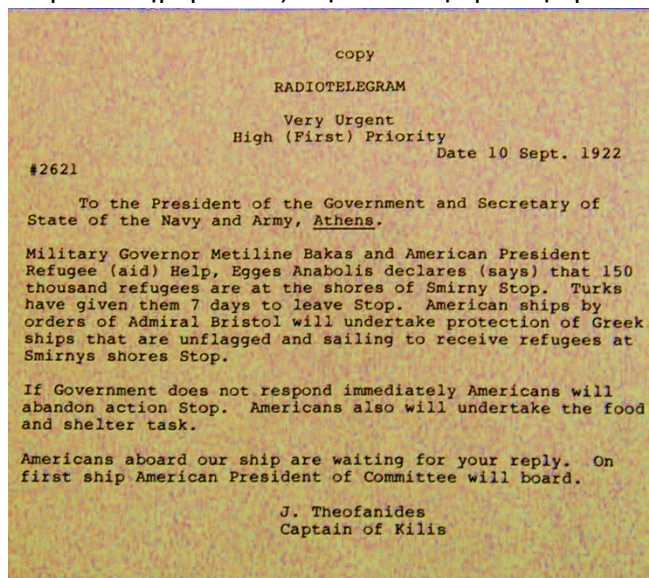 copy
RADIOTELEGRAM
Very Urgent
High (First) Priority
Date 10 Sept. 1922
#2621
To the President of the Government and Secretary of
State of the Navy and Army, Athens.
Military Governor Metiline Bakas and American President
Refugee (aid) Help, Egges Anabolis declares (says) that 150
thousand refugees are at the shores of Smirny Stop. Turks
have given them 7 days to leave Stop. American ships by
orders of Admiral Bristol will undertake protection of Greek
ships that are unflagged and sailing to receive refugees at
Smirnys shores Stop.
If Government does not respond immediately Americans will
abandon action Stop. Americans also will undertake the food
and shelter task.
Americans aboard our ship are waiting for your reply. On
first ship American President of Committee will board.
J. Theofanides
Captain of Kilis